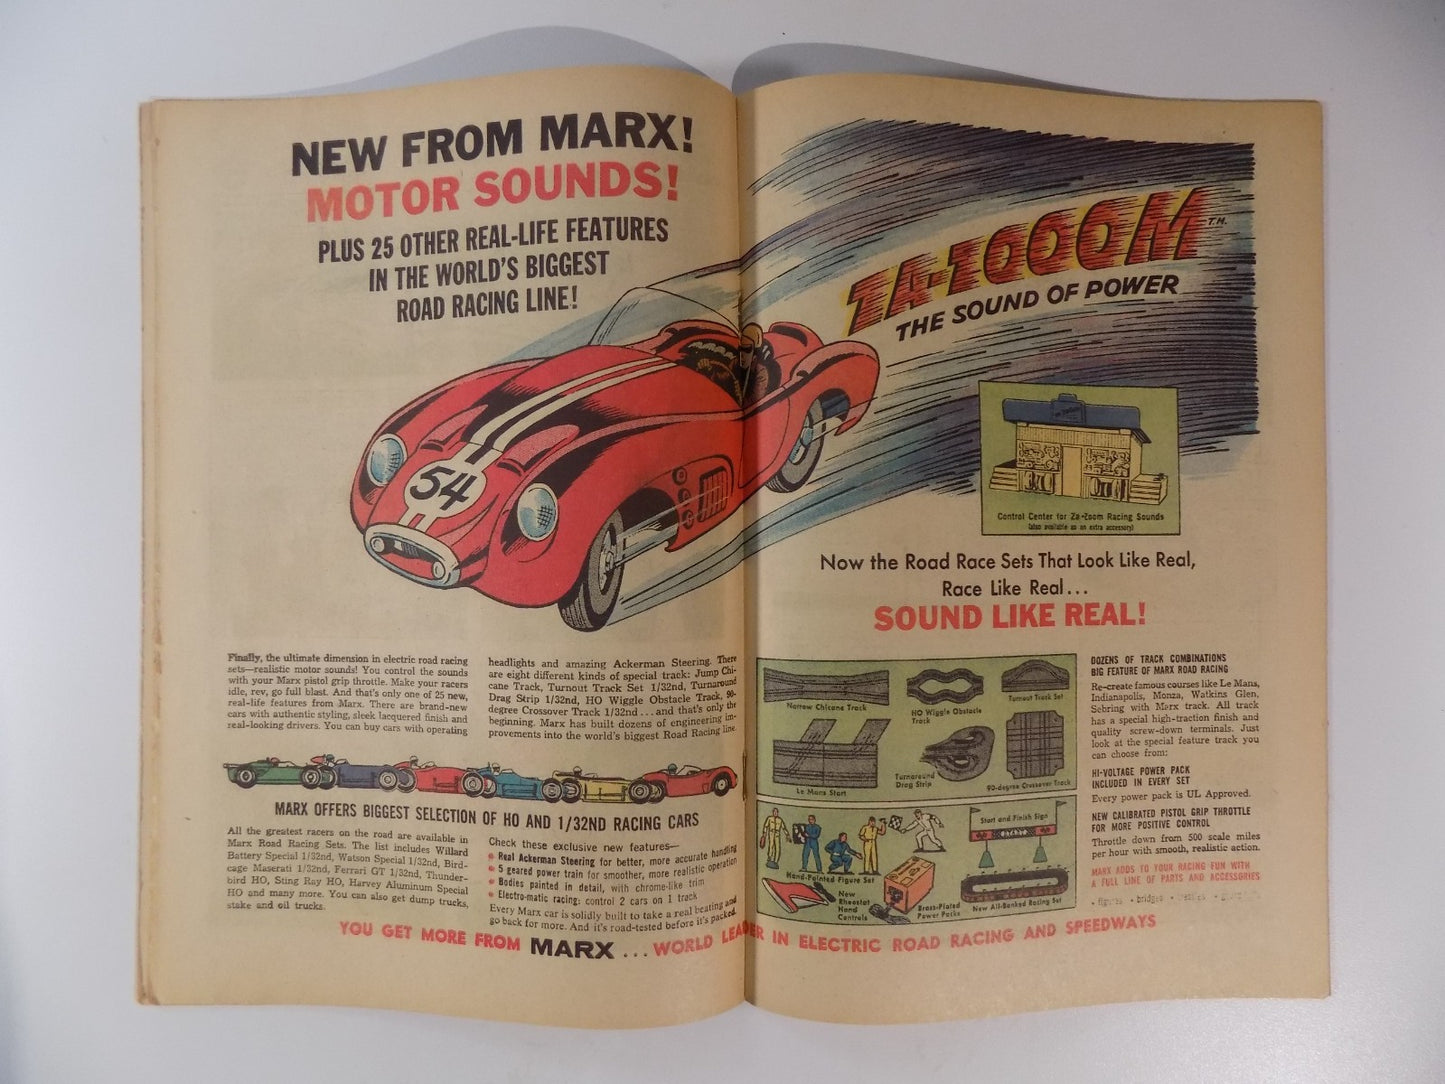 NEW FROM MARX!
MOTOR SOUNDS!
PLUS 25 OTHER REAL-LIFE FEATURES
IN THE WORLD'S BIGGEST
ROAD RACING LINE!
54
Finally, the ultimate dimension in electric road racing
sets—realistic motor sounds! You control the sounds
with your Marx pistol grip throttle. Make your racers
idle, rev, go full blast. And that's only one of 25 new,
real-life features from Marx. There are brand-new
cars with authentic styling, sleek lacquered finish and
real-looking drivers. You can buy cars with operating
headlights and amazing Ackerman Steering. There
are eight different kinds of special track: Jump Chi-
cane Track, Turnout Track Set 1/32nd, Turnaround
Drag Strip 1/32nd, HO Wiggle Obstacle Track, 90-
degree Crossover Track 1/32nd . . . and that's only the
beginning. Marx has built dozens of engineering im-
provements into the world's biggest Road Racing line.
MARX OFFERS BIGGEST SELECTION OF HO AND 1/32ND RACING CARS
All the greatest racers on the road are available in
Marx Road Racing Sets. The list includes Willard
Battery Special 1/32nd, Watson Special 1/32nd, Bird-
cage Maserati 1/32nd, Ferrari GT 1/32nd, Thunder-
bird HO, Sting Ray HO, Harvey Aluminum Special
HO and many more. You can also get dump trucks,
stake and oil trucks.
Check these exclusive new features—
Real Ackerman Steering for better, more accurate handling
5 geared power train for smoother, more realistic operation
Bodies painted in detail, with chrome-like trim
Electro-matic racing: control 2 cars on 1 track
Every Marx car is solidly built to take a real beating and
go back for more. And it's road-tested before it's packed.
ZA-ZOOOM T.M.
THE SOUND OF POWER
Control Center for Za-Zoom Racing Sounds
(also available as an extra accessory)
Now the Road Race Sets That Look Like Real,
Race Like Real . . .
SOUND LIKE REAL!
Narrow Chicane Track
HO Wiggle Obstacle
Track
Turnout Track Set
Le Mans Start
Turnaround
Drag Strip
90-degree Crossover Track
Hand-Painted Figure Set
Start and Finish Sign
START
New
Rheostat
Hand
Controls
Brass-Plated
Power Packs
New All-Banked Racing Set
DOZENS OF TRACK COMBINATIONS
BIG FEATURE OF MARX ROAD RACING
Re-create famous courses like Le Mans,
Indianapolis, Monza, Watkins Glen,
Sebring with Marx track. All track
has a special high-traction finish and
quality screw-down terminals. Just
look at the special feature track you
can choose from:
HI-VOLTAGE POWER PACK
INCLUDED IN EVERY SET
Every power pack is UL Approved.
NEW CALIBRATED PISTOL GRIP THROTTLE
FOR MORE POSITIVE CONTROL
Throttle down from 500 scale miles
per hour with smooth, realistic action.
MARX ADDS TO YOUR RACING FUN WITH
A FULL LINE OF PARTS AND ACCESSORIES
• figures • bridges
YOU GET MORE FROM MARX . . . WORLD LEADER IN ELECTRIC ROAD RACING AND SPEEDWAYS